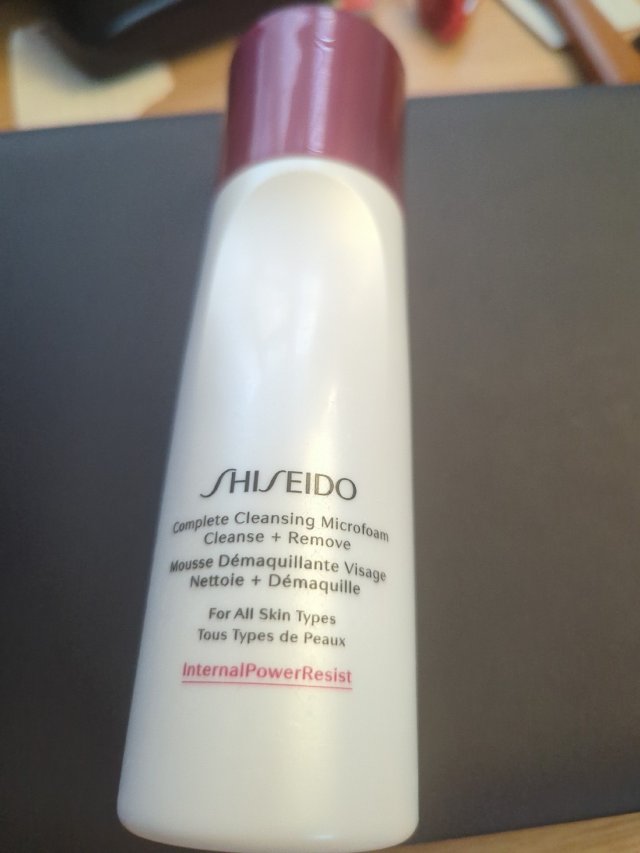 SHISEIDO
Complete Cleansing Microfoam
Cleanse + Remove
Mousse Démaquillante Visage
Nettoie + Démaquille
For All Skin Types
Tous Types de Peaux
InternalPowerResist